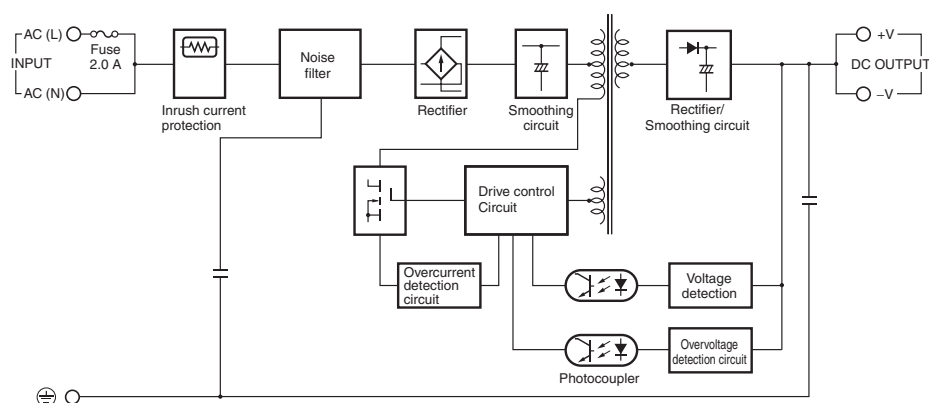 AC (L)
Fuse
2.0 A
INPUT
AC (N)
Inrush current
protection
Noise
filter
Rectifier
Smoothing
circuit
Rectifier/
Smoothing circuit
+V
DC OUTPUT
−V
Drive control
Circuit
Overcurrent
detection
circuit
Voltage
detection
Overvoltage
detection circuit
Photocoupler